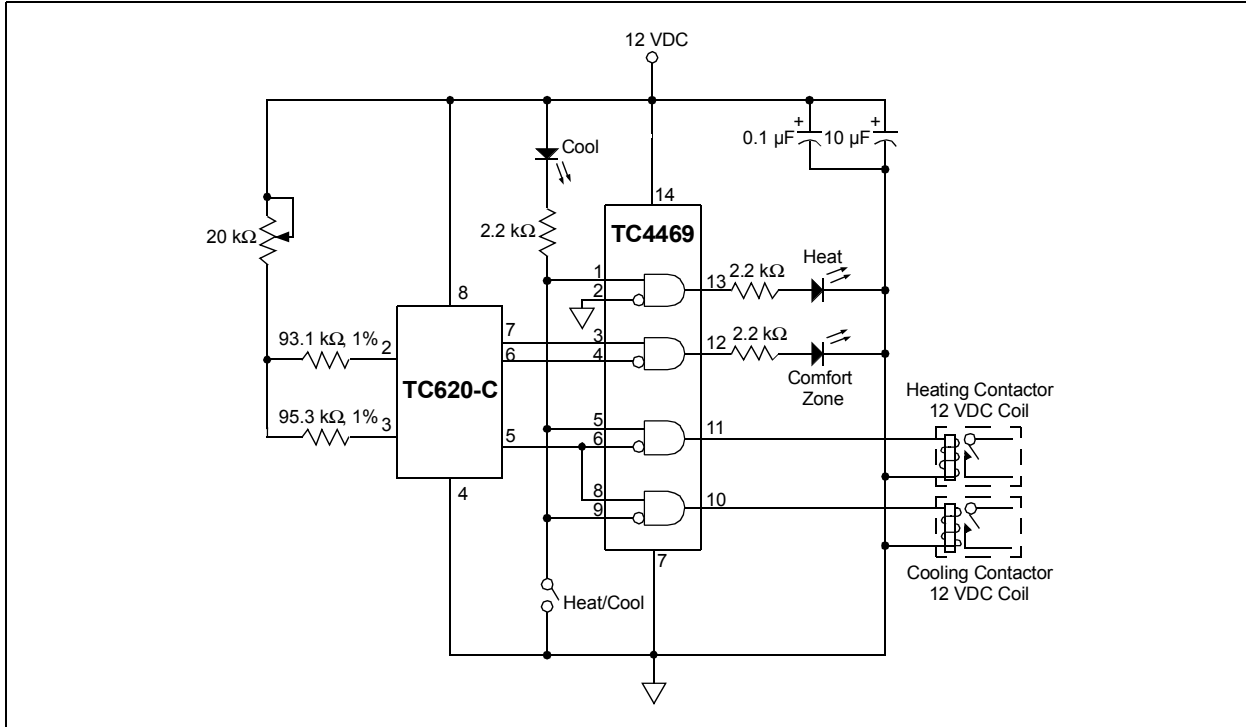 12 VDC
0.1 µF
+
10 µF
+
Cool
14
2.2 kΩ
TC4469
20 kΩ
Heat
1
2
13
2.2 kΩ
8
93.1 kΩ, 1%
2
7
6
3
4
12
2.2 kΩ
TC620-C
Comfort
Zone
95.3 kΩ, 1%
3
5
5
6
11
Heating Contactor
12 VDC Coil
4
8
9
10
7
Heat/Cool
Cooling Contactor
12 VDC Coil